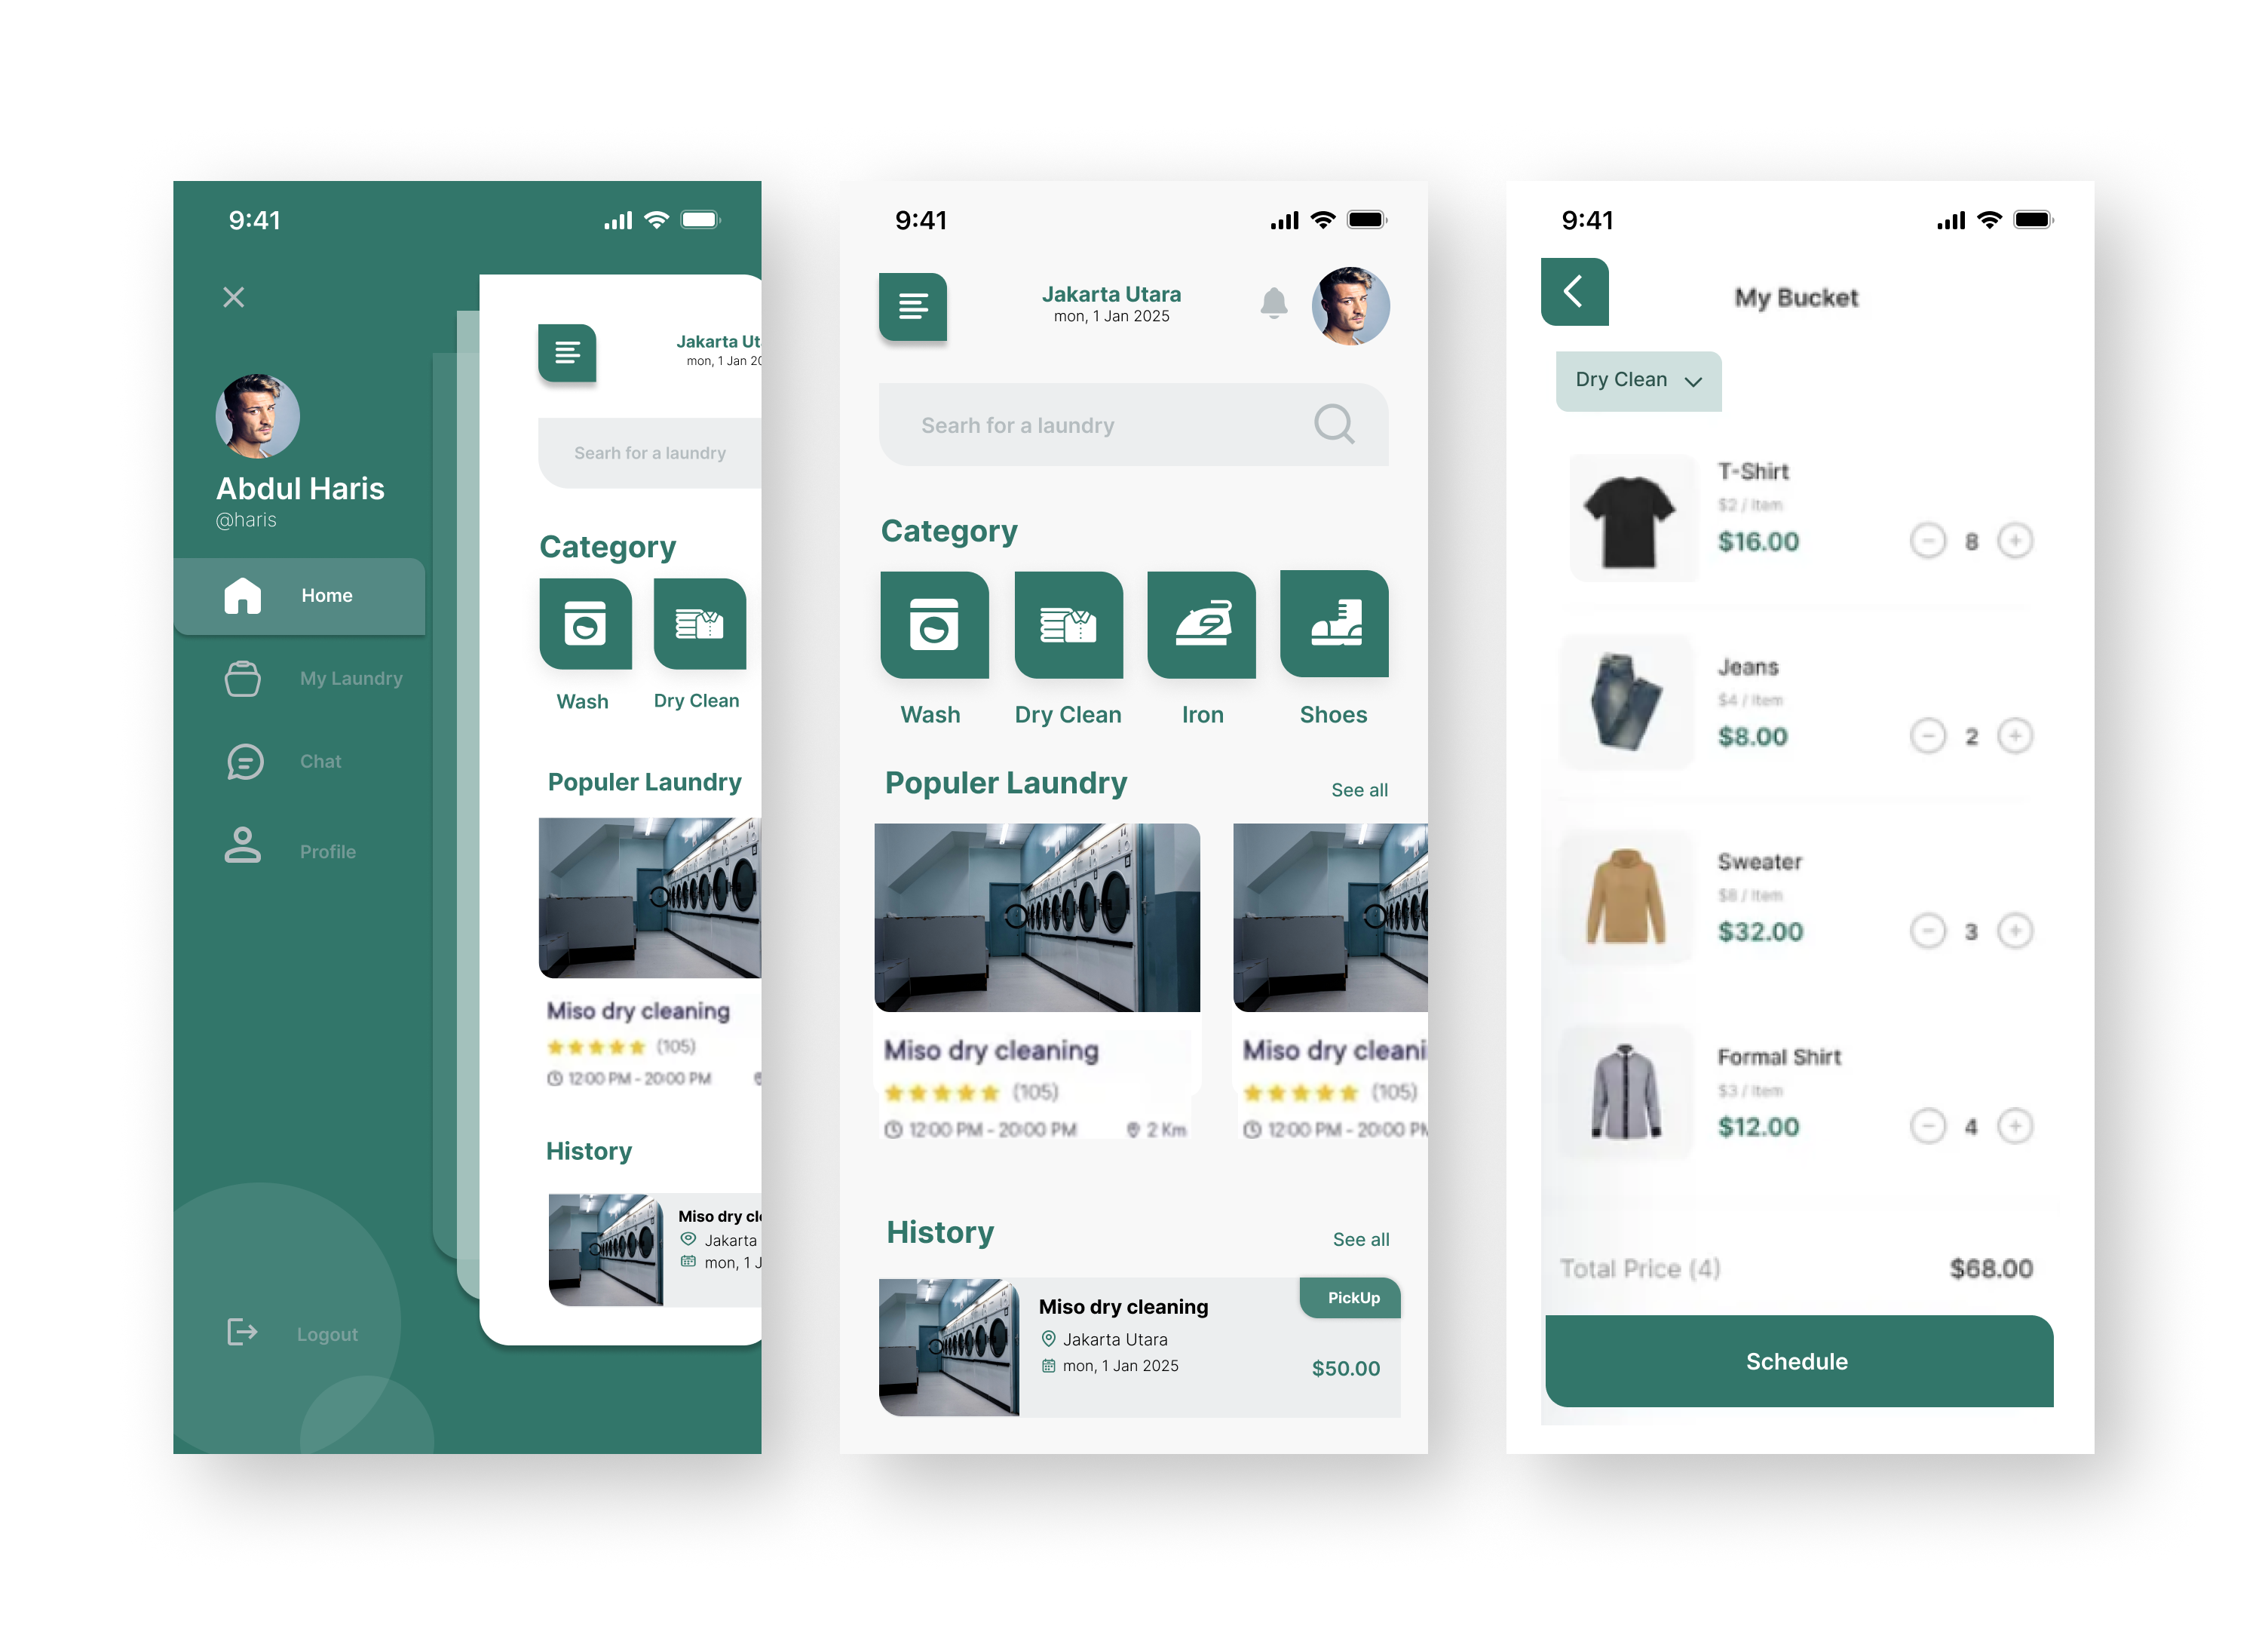 9:41
Jakarta Ut
mon, 1 Jan 20
Searh for a laundry
Abdul Haris
@haris
Home
My Laundry
Chat
Profile
Logout
Category
Wash
Dry Clean
Populer Laundry
Miso dry cleaning
(105)
12:00 PM - 20:00 PM
History
Miso dry cl
Jakarta
mon, 1 J
9:41
Jakarta Utara
mon, 1 Jan 2025
Searh for a laundry
Category
Wash
Dry Clean
Iron
Shoes
Populer Laundry
See all
Miso dry cleaning
(105)
12:00 PM - 20:00 PM
2 Km
Miso dry cleani
(105)
12:00 PM - 20:00 PM
History
See all
Miso dry cleaning
PickUp
Jakarta Utara
mon, 1 Jan 2025
$50.00
9:41
My Bucket
Dry Clean
T-Shirt
$2 / Item
$16.00
8
Jeans
$4 / Item
$8.00
2
Sweater
$8 / Item
$32.00
3
Formal Shirt
$3 / Item
$12.00
4
Total Price (4)
$68.00
Schedule